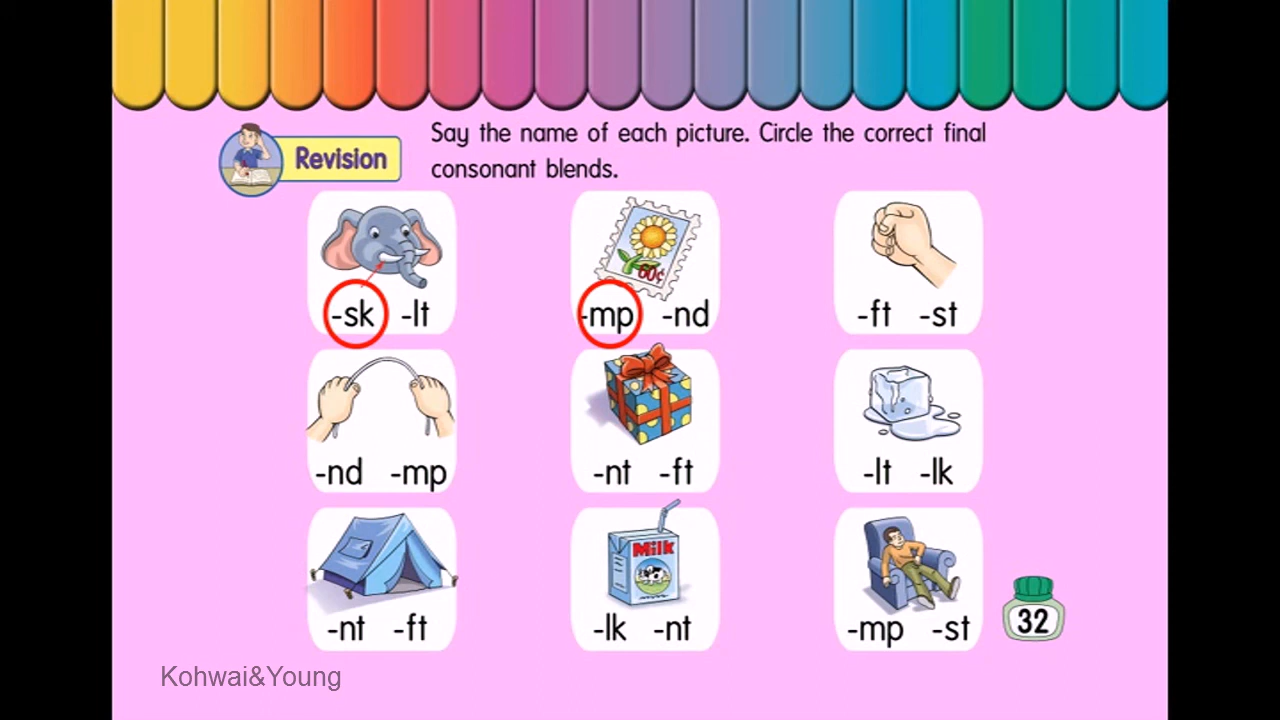 Revision
Say the name of each picture. Circle the correct final
consonant blends.
60¢
-sk -lt
-mp -nd
-ft -st
-nd -mp
-nt -ft
-lt -lk
-nt -ft
Milk
-lk -nt
-mp -st
32
Kohwai&Young